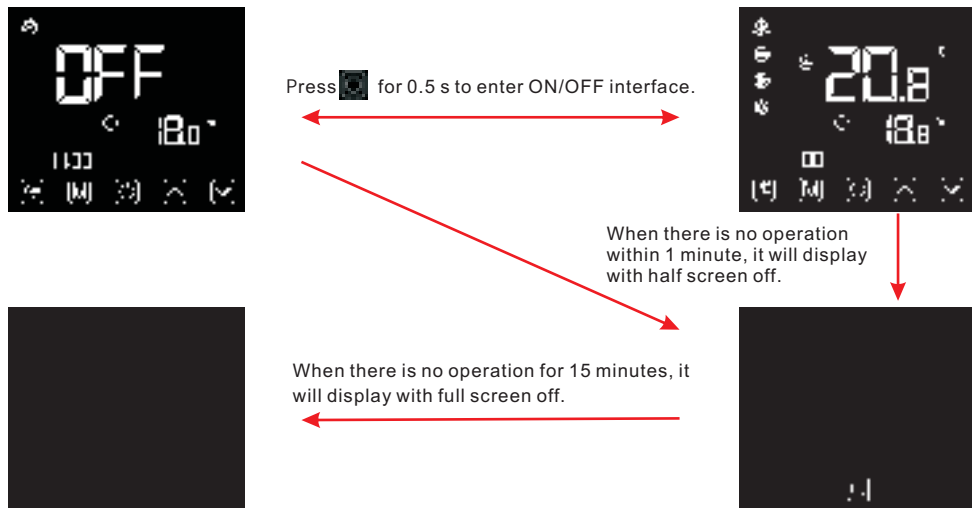 OFF
Press for 0.5 s to enter ON/OFF interface.
20.8
18.0
18.8
(M)
When there is no operation
within 1 minute, it will display
with half screen off.
When there is no operation for 15 minutes, it
will display with full screen off.